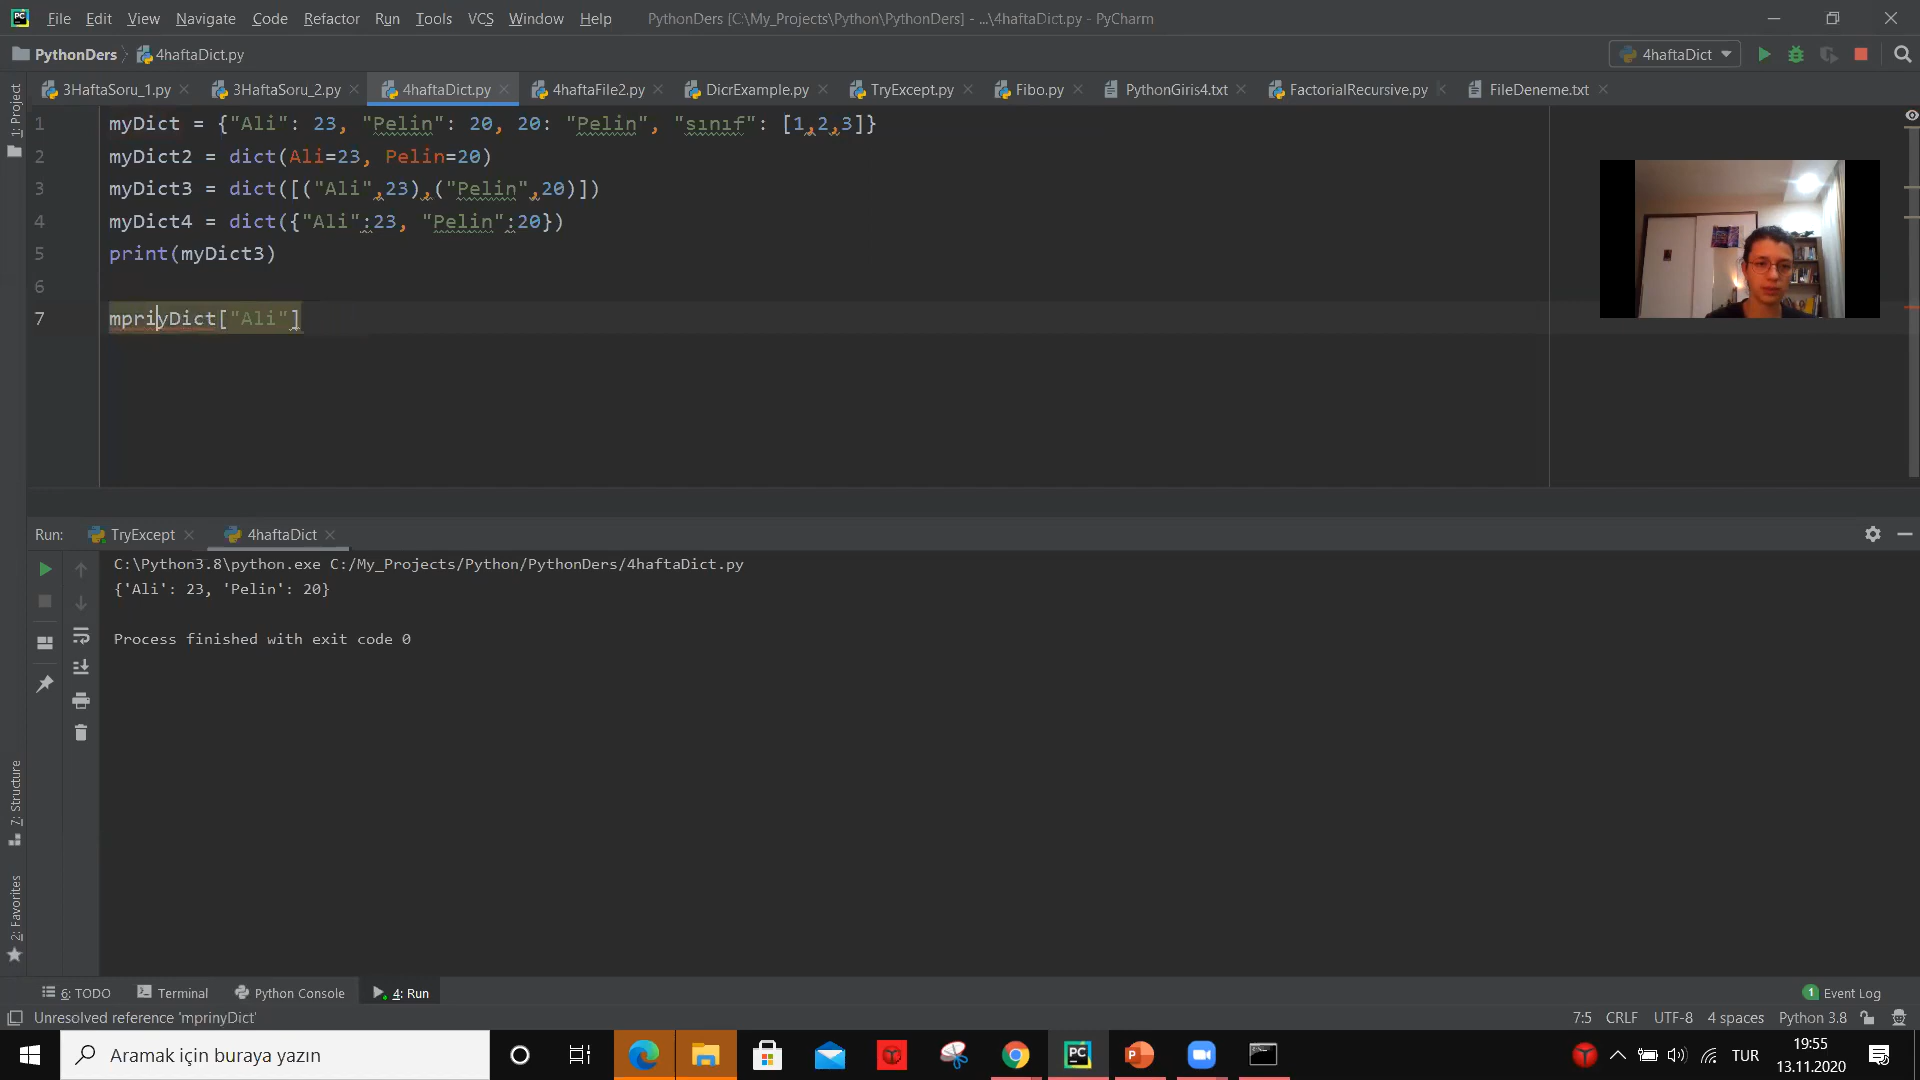 File Edit View Navigate Code Refactor Run Tools VCS Window Help PythonDers [C:\My_Projects\Python\PythonDers] - ...\4haftaDict.py - PyCharm
PythonDers 4haftaDict.py 4haftaDict
3HaftaSoru_1.py 3HaftaSoru_2.py 4haftaDict.py 4haftaFile2.py DicrExample.py TryExcept.py Fibo.py PythonGiris4.txt FactorialRecursive.py FileDeneme.txt
1: Project
1 myDict = {"Ali": 23, "Pelin": 20, 20: "Pelin", "sınıf": [1,2,3]}
2 myDict2 = dict(Ali=23, Pelin=20)
3 myDict3 = dict([("Ali",23),("Pelin",20)])
4 myDict4 = dict({"Ali":23, "Pelin":20})
5 print(myDict3)
6
7 mpriyDict["Ali"]
Run: TryExcept 4haftaDict
C:\Python3.8\python.exe C:/My_Projects/Python/PythonDers/4haftaDict.py
{'Ali': 23, 'Pelin': 20}
Process finished with exit code 0
7: Structure
2: Favorites
6: TODO Terminal Python Console 4: Run 1 Event Log
Unresolved reference 'mprinyDict' 7:5 CRLF UTF-8 4 spaces Python 3.8
Aramak için buraya yazın TUR 19:55
13.11.2020